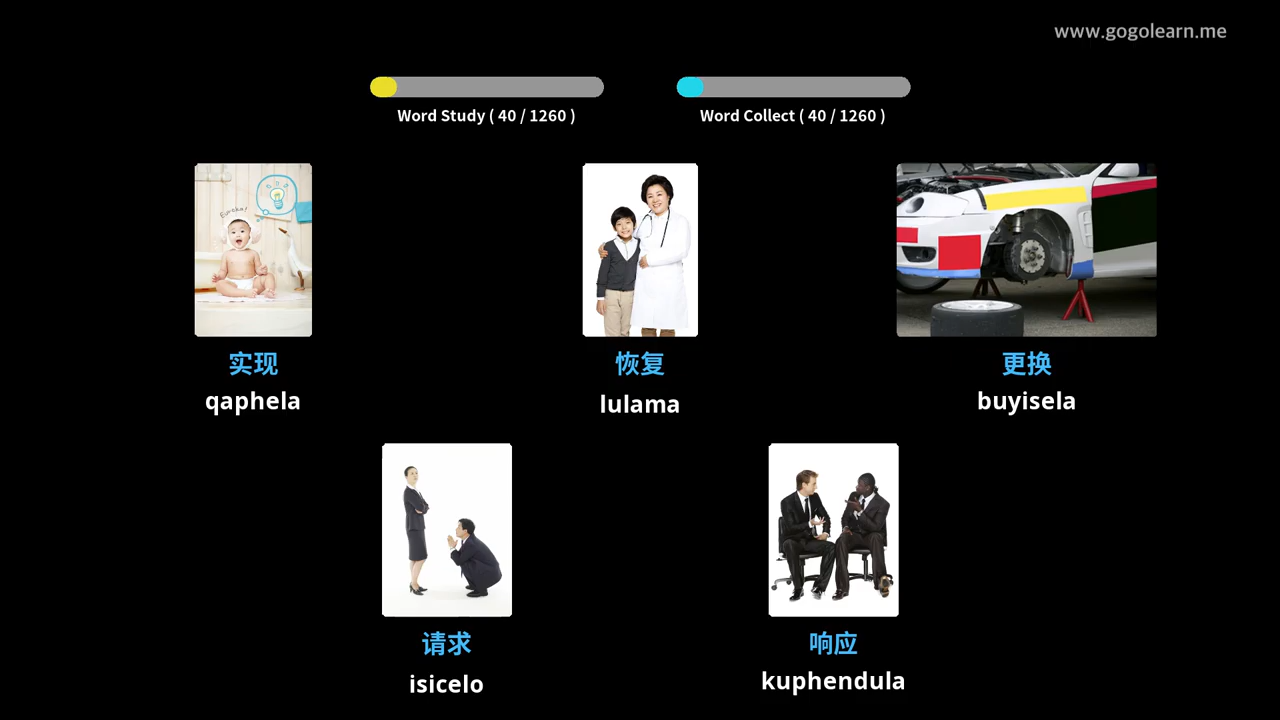 www.gogolearn.me
Word Study ( 40 / 1260 )
Word Collect ( 40 / 1260 )
Eureka!
实现
恢复
更换
qaphela
lulama
buyisela
请求
响应
isicelo
kuphendula